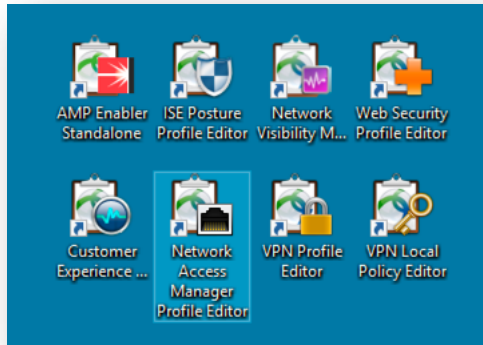 AMP Enabler
Standalone
ISE Posture
Profile Editor
Network
Visibility M...
Web Security
Profile Editor
Customer
Experience ...
Network
Access
Manager
Profile Editor
VPN Profile
Editor
VPN Local
Policy Editor